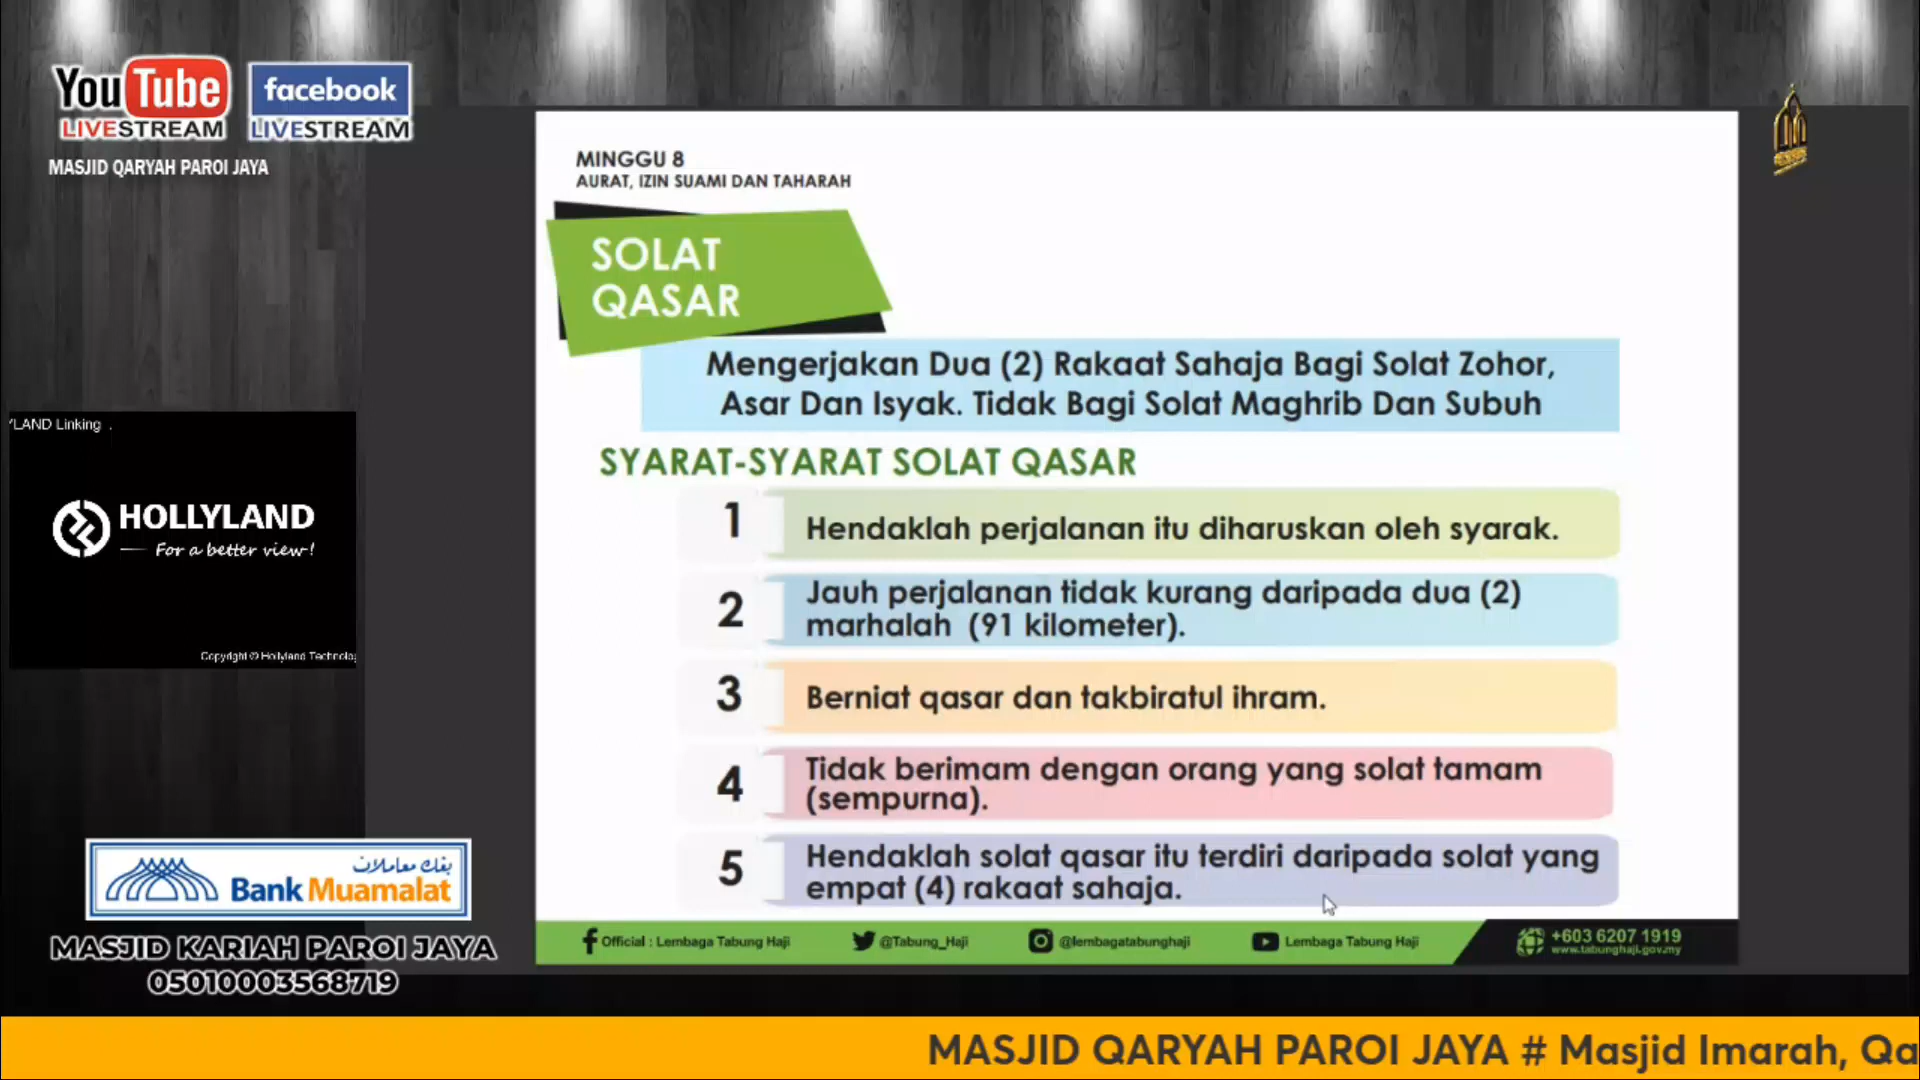 YouTube
LIVESTREAM
facebook
LIVESTREAM
MASJID QARYAH PAROI JAYA
MINGGU 8
AURAT, IZIN SUAMI DAN TAHARAH
SOLAT
QASAR
Mengerjakan Dua (2) Rakaat Sahaja Bagi Solat Zohor,
Asar Dan Isyak. Tidak Bagi Solat Maghrib Dan Subuh
SYARAT-SYARAT SOLAT QASAR
1
Hendaklah perjalanan itu diharuskan oleh syarak.
2
Jauh perjalanan tidak kurang daripada dua (2)
marhalah (91 kilometer).
3
Berniat qasar dan takbiratul ihram.
4
Tidak berimam dengan orang yang solat tamam
(sempurna).
5
Hendaklah solat qasar itu terdiri daripada solat yang
empat (4) rakaat sahaja.
Official : Lembaga Tabung Haji
@Tabung_Haji
@lembagatabunghaji
Lembaga Tabung Haji
+603 6207 1919
www.tabunghaji.gov.my
YLAND Linking .
HOLLYLAND
For a better view!
Copyright © Hollyland Technolo
بنك معاملات
Bank Muamalat
MASJID KARIAH PAROI JAYA
05010003568719
MASJID QARYAH PAROI JAYA # Masjid Imarah, Qa